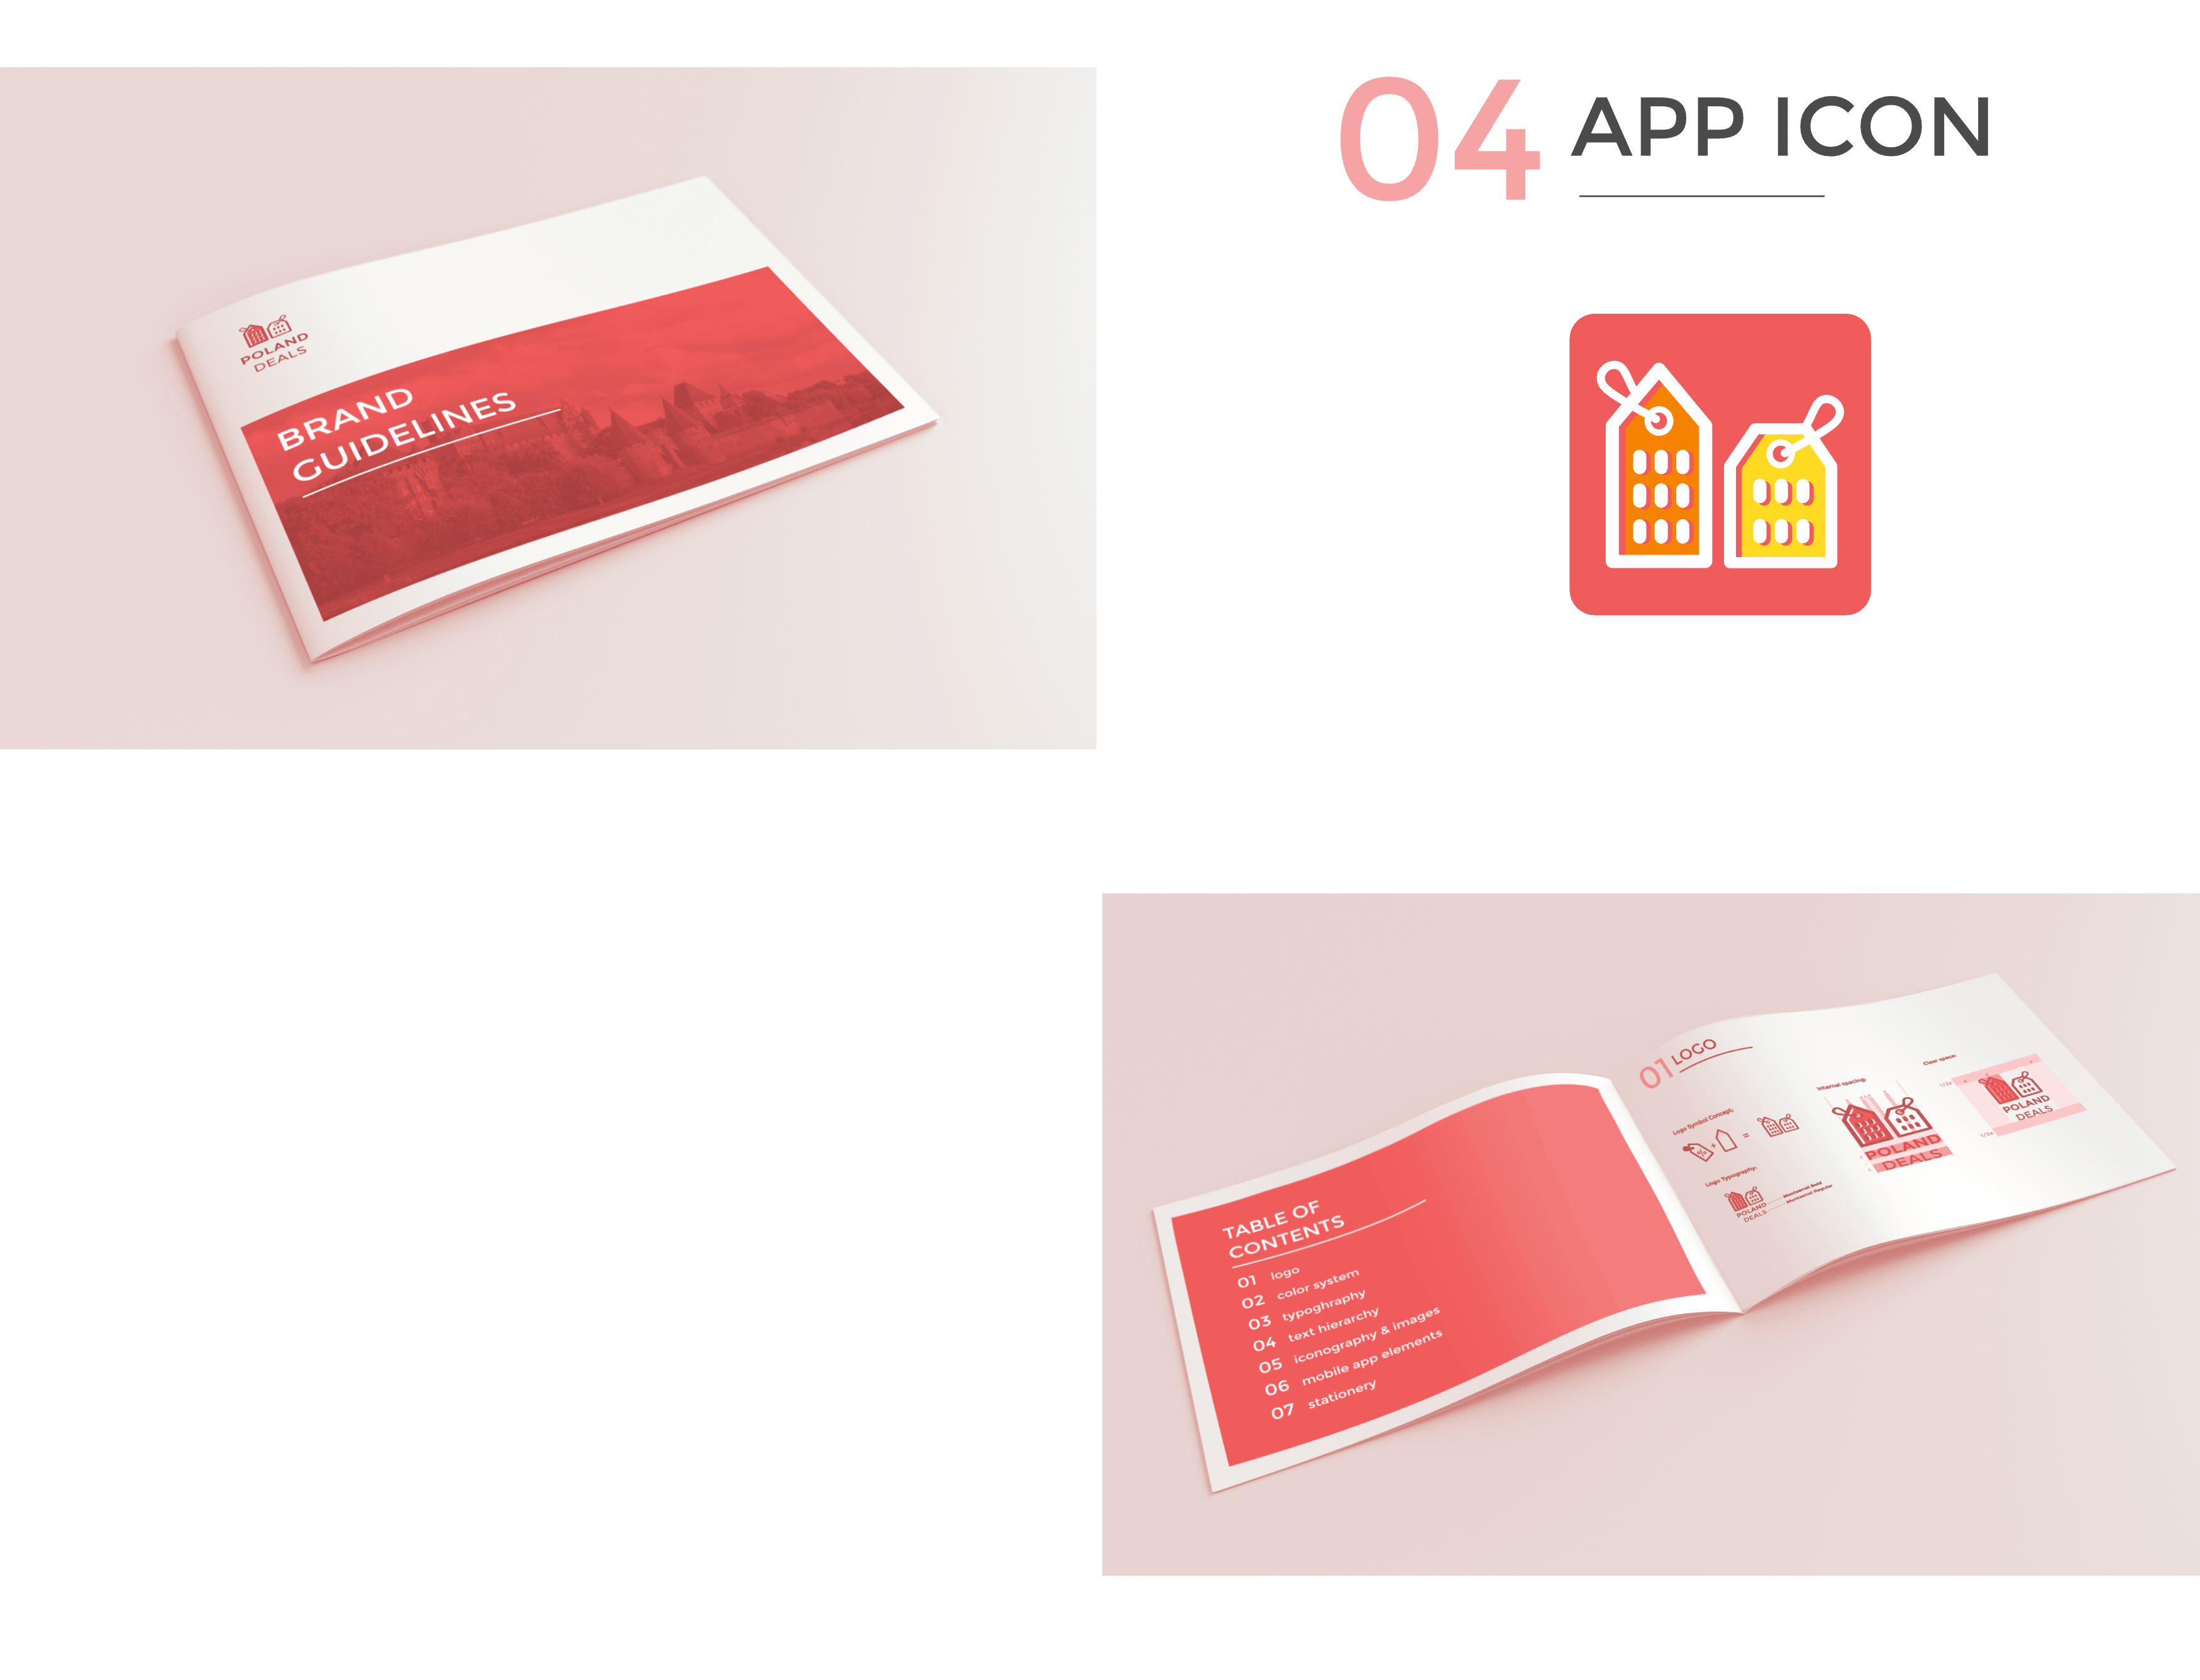 POLAND
DEALS
BRAND
GUIDELINES
04 APP ICON
TABLE OF
CONTENTS
01 logo
02 color system
03 typoghraphy
04 text hierarchy
05 iconography & images
06 mobile app elements
07 stationery
01 LOGO
Logo Symbol Concept:
% + =
Logo Typography:
POLAND
DEALS
Montserrat Bold
Montserrat Regular
Internal spacing:
POLAND
DEALS
Clear space:
1/2x
POLAND
DEALS
1/2x